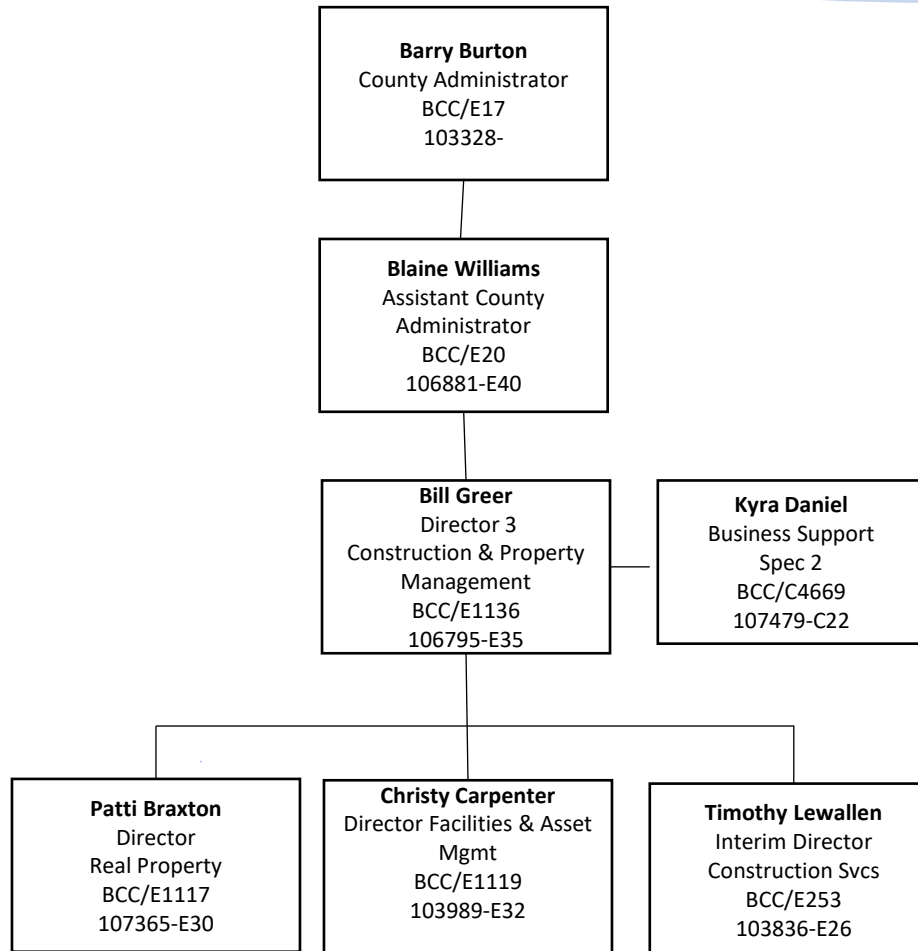 Barry Burton
County Administrator
BCC/E17
103328-
Blaine Williams
Assistant County
Administrator
BCC/E20
106881-E40
Bill Greer
Director 3
Construction & Property
Management
BCC/E1136
106795-E35
Kyra Daniel
Business Support
Spec 2
BCC/C4669
107479-C22
Patti Braxton
Director
Real Property
BCC/E1117
107365-E30
Christy Carpenter
Director Facilities & Asset
Mgmt
BCC/E1119
103989-E32
Timothy Lewallen
Interim Director
Construction Svcs
BCC/E253
103836-E26